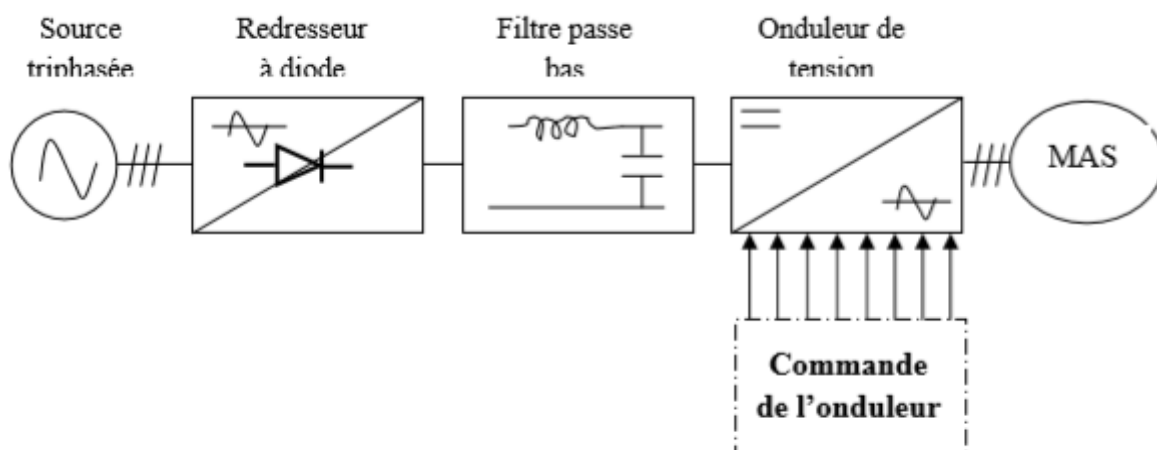 Source
triphasée
Redresseur
à diode
Filtre passe
bas
Onduleur de
tension
MAS
Commande
de l'onduleur